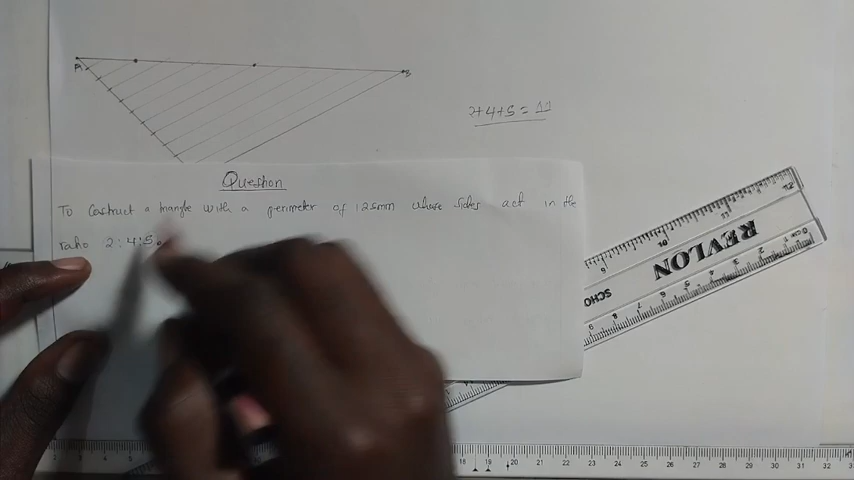 A B
2+4+5 = 11
Question
To Costruct a triangle with a perimeter of 125mm whose sides act in the
ratio 2:4:5.
REVLON
SCHO